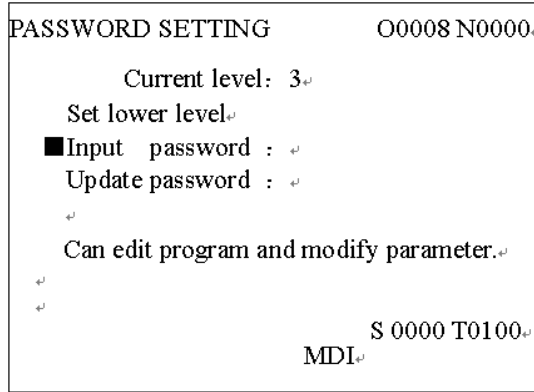 PASSWORD SETTING O0008 N0000
Current level：3
Set lower level
Input password：
Update password：
Can edit program and modify parameter.
S 0000 T0100
MDI